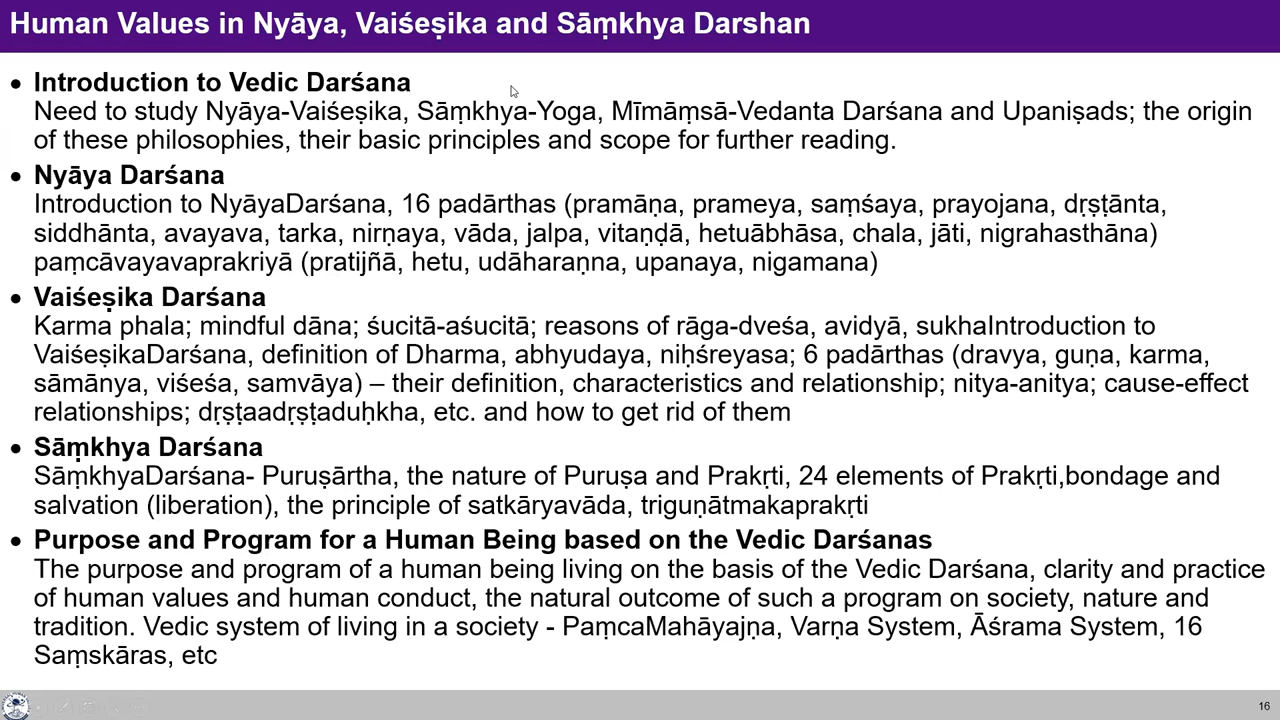 Human Values in Nyāya, Vaiśeṣika and Sāṃkhya Darshan
• Introduction to Vedic Darśana
Need to study Nyāya-Vaiśeṣika, Sāṃkhya-Yoga, Mīmāṃsā-Vedanta Darśana and Upaniṣads; the origin
of these philosophies, their basic principles and scope for further reading.
• Nyāya Darśana
Introduction to NyāyaDarśana, 16 padārthas (pramāṇa, prameya, saṃśaya, prayojana, dṛṣṭānta,
siddhānta, avayava, tarka, nirṇaya, vāda, jalpa, vitaṇḍā, hetuābhāsa, chala, jāti, nigrahasthāna)
paṃcāvayavaprakriyā (pratijñā, hetu, udāharaṇna, upanaya, nigamana)
• Vaiśeṣika Darśana
Karma phala; mindful dāna; śucitā-aśucitā; reasons of rāga-dveśa, avidyā, sukhaIntroduction to
VaiśeṣikaDarśana, definition of Dharma, abhyudaya, niḥśreyasa; 6 padārthas (dravya, guṇa, karma,
sāmānya, viśeśa, samvāya) – their definition, characteristics and relationship; nitya-anitya; cause-effect
relationships; dṛṣṭaadṛṣṭaduḥkha, etc. and how to get rid of them
• Sāṃkhya Darśana
SāṃkhyaDarśana- Puruṣārtha, the nature of Puruṣa and Prakṛti, 24 elements of Prakṛti,bondage and
salvation (liberation), the principle of satkāryavāda, triguṇātmakaprakṛti
• Purpose and Program for a Human Being based on the Vedic Darśanas
The purpose and program of a human being living on the basis of the Vedic Darśana, clarity and practice
of human values and human conduct, the natural outcome of such a program on society, nature and
tradition. Vedic system of living in a society - PaṃcaMahāyajṇa, Varṇa System, Āśrama System, 16
Saṃskāras, etc
16